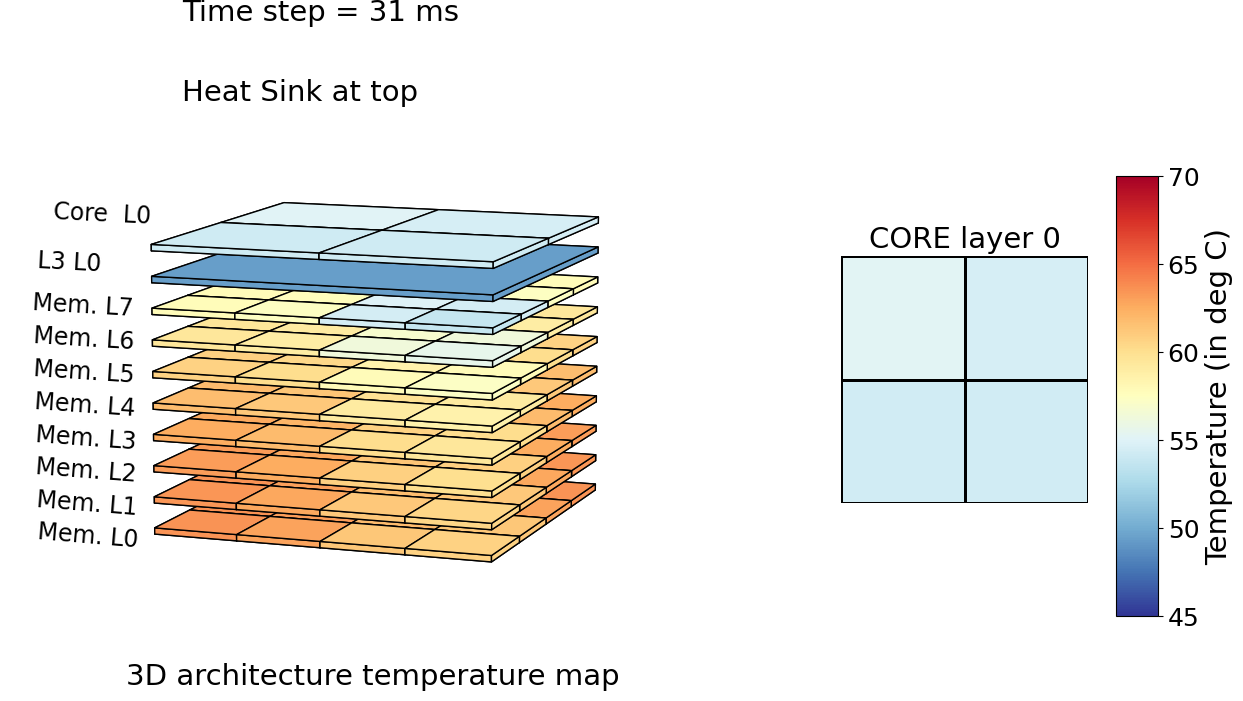 Time step = 31 ms
Heat Sink at top
Core  L0
L3 L0
Mem. L7
Mem. L6
Mem. L5
Mem. L4
Mem. L3
Mem. L2
Mem. L1
Mem. L0
3D architecture temperature map
CORE layer 0
70
65
60
55
50
45
Temperature (in deg C)